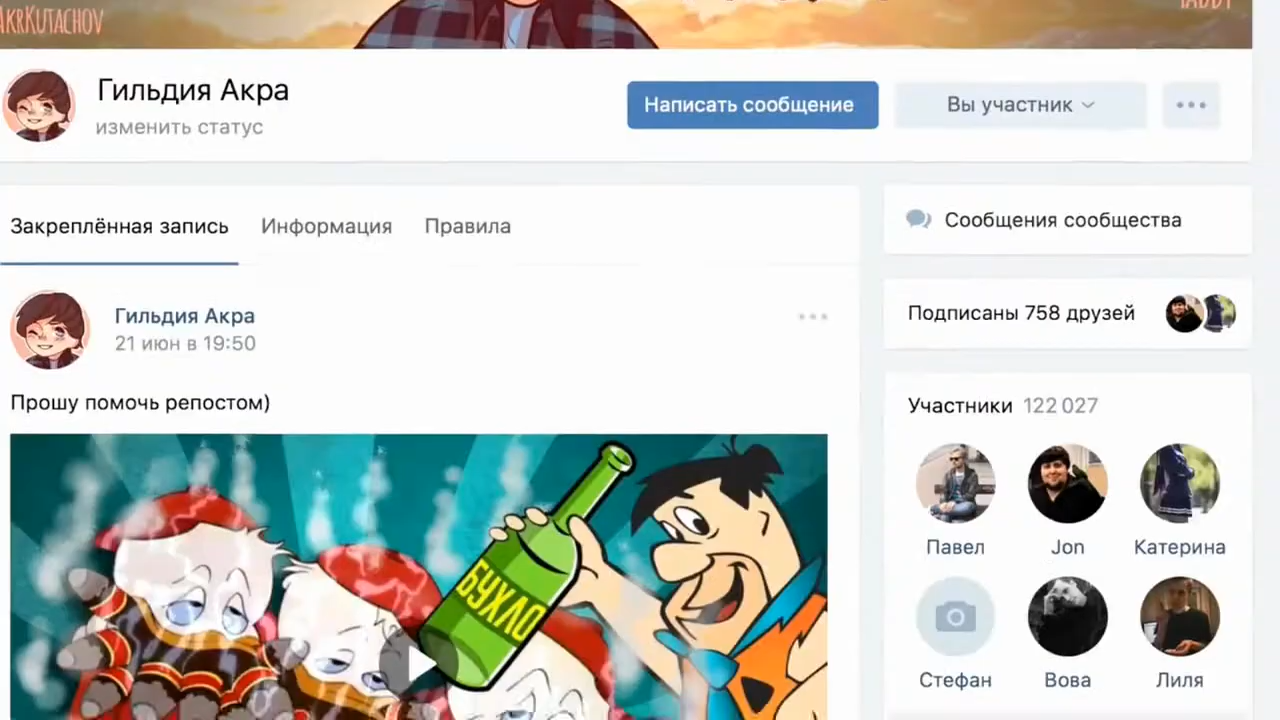 AKRKUTACHOV
Гильдия Акра
изменить статус
Написать сообщение
Вы участник
Закреплённая запись
Информация
Правила
Сообщения сообщества
Гильдия Акра
21 июн в 19:50
Подписаны 758 друзей
Прошу помочь репостом)
Участники 122 027
БУХЛО
Павел
Jon
Катерина
Стефан
Вова
Лиля